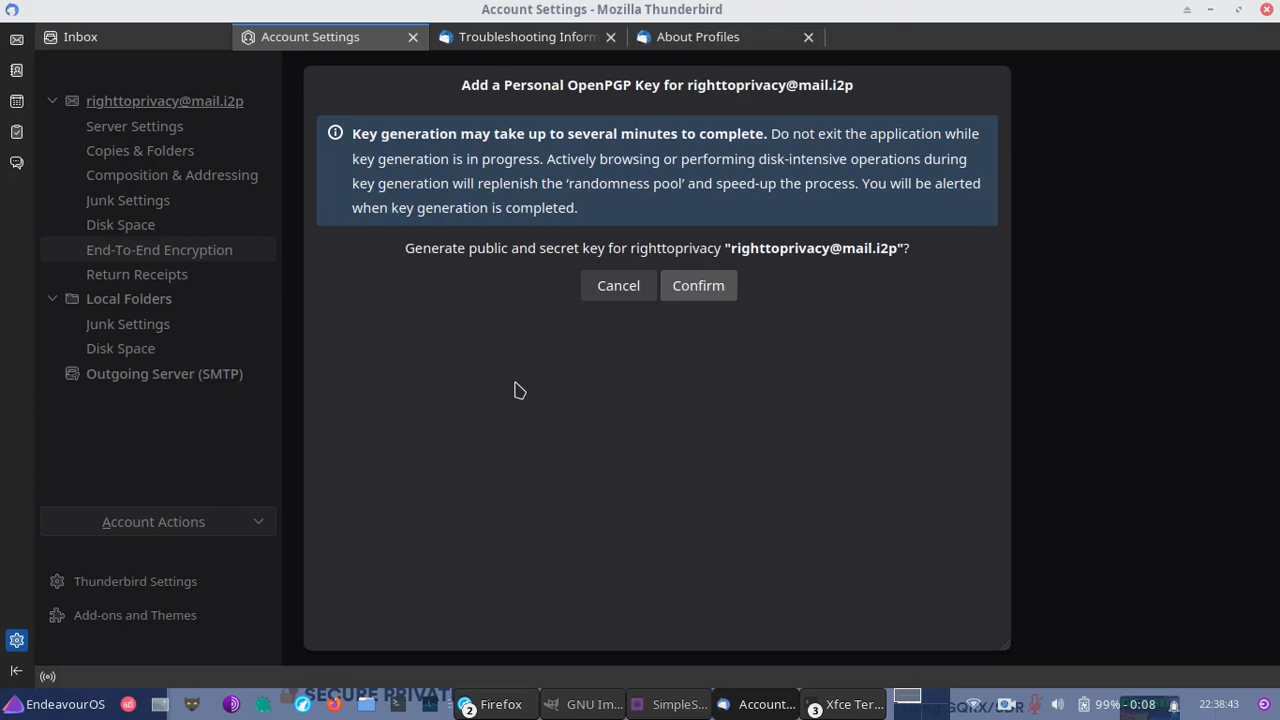 Account Settings - Mozilla Thunderbird
Inbox
Account Settings
Troubleshooting Inform
About Profiles
righttoprivacy@mail.i2p
Server Settings
Copies & Folders
Composition & Addressing
Junk Settings
Disk Space
End-To-End Encryption
Return Receipts
Local Folders
Junk Settings
Disk Space
Outgoing Server (SMTP)
Account Actions
Thunderbird Settings
Add-ons and Themes
Add a Personal OpenPGP Key for righttoprivacy@mail.i2p
Key generation may take up to several minutes to complete. Do not exit the application while
key generation is in progress. Actively browsing or performing disk-intensive operations during
key generation will replenish the ‘randomness pool’ and speed-up the process. You will be alerted
when key generation is completed.
Generate public and secret key for righttoprivacy "righttoprivacy@mail.i2p"?
Cancel
Confirm
EndeavourOS
SECURE PRIVAT
2 Firefox
GNU Im...
SimpleS...
Account...
3 Xfce Ter...
99% -0:08
22:38:43